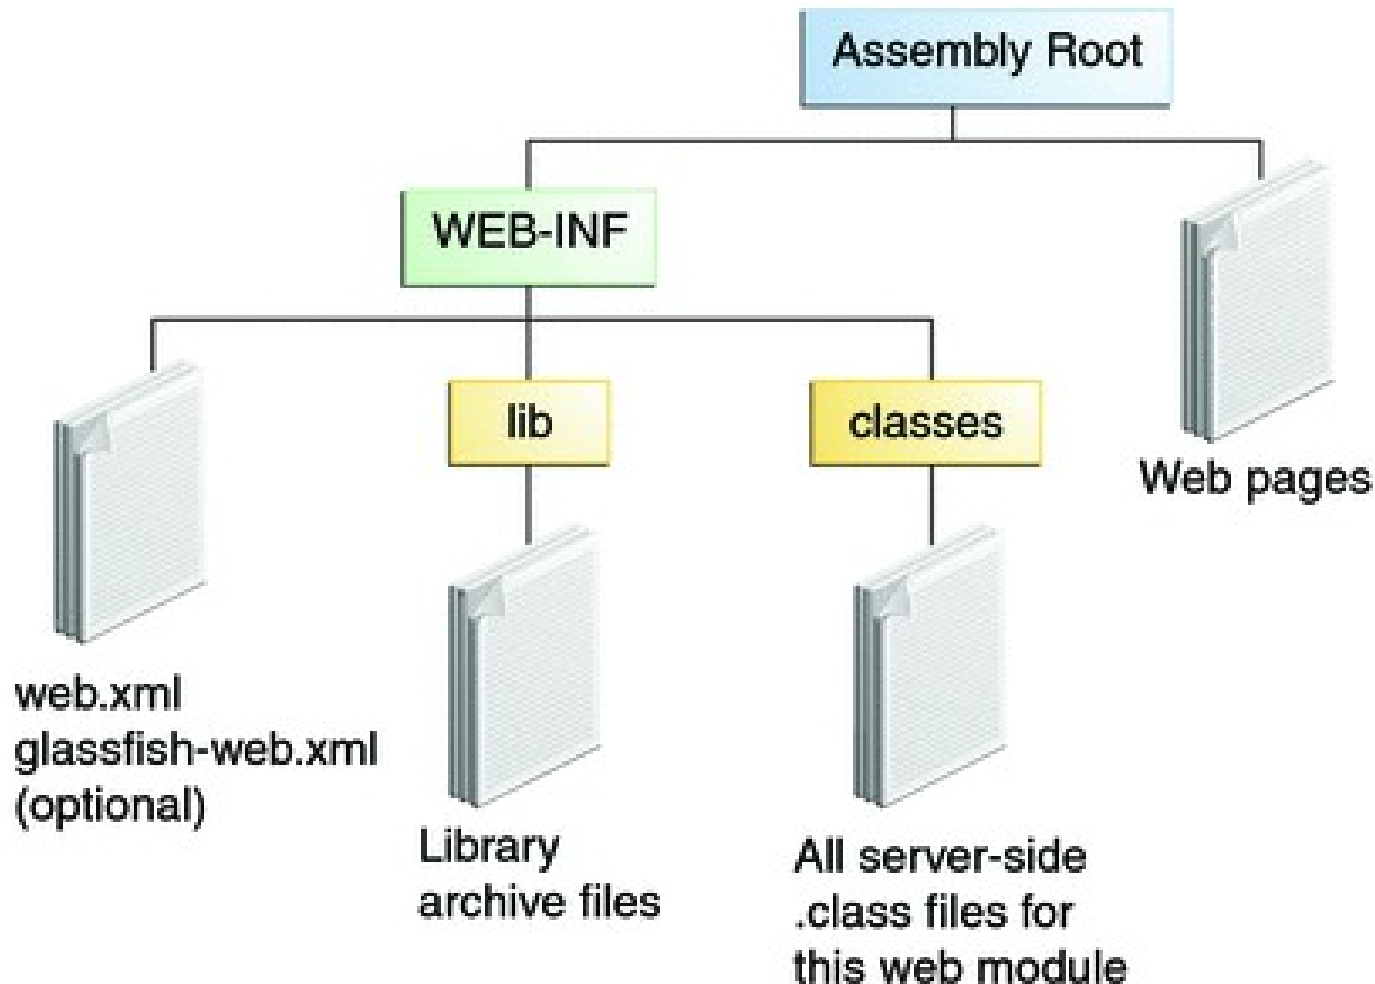 Assembly Root
WEB-INF
lib
classes
Web pages
web.xml
glassfish-web.xml
(optional)
Library
archive files
All server-side
.class files for
this web module